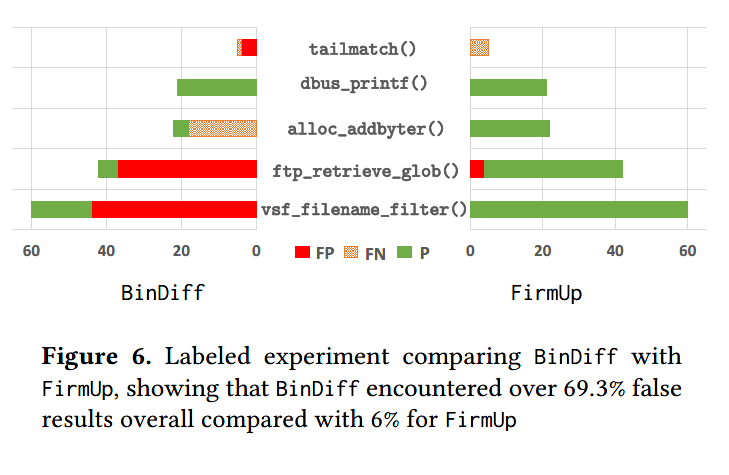 tailmatch()
dbus_printf()
alloc_addbyter()
ftp_retrieve_glob()
vsf_filename_filter()
60 40 20 0
0 20 40 60
FP FN P
BinDiff
FirmUp
Figure 6. Labeled experiment comparing BinDiff with
FirmUp, showing that BinDiff encountered over 69.3% false
results overall compared with 6% for FirmUp